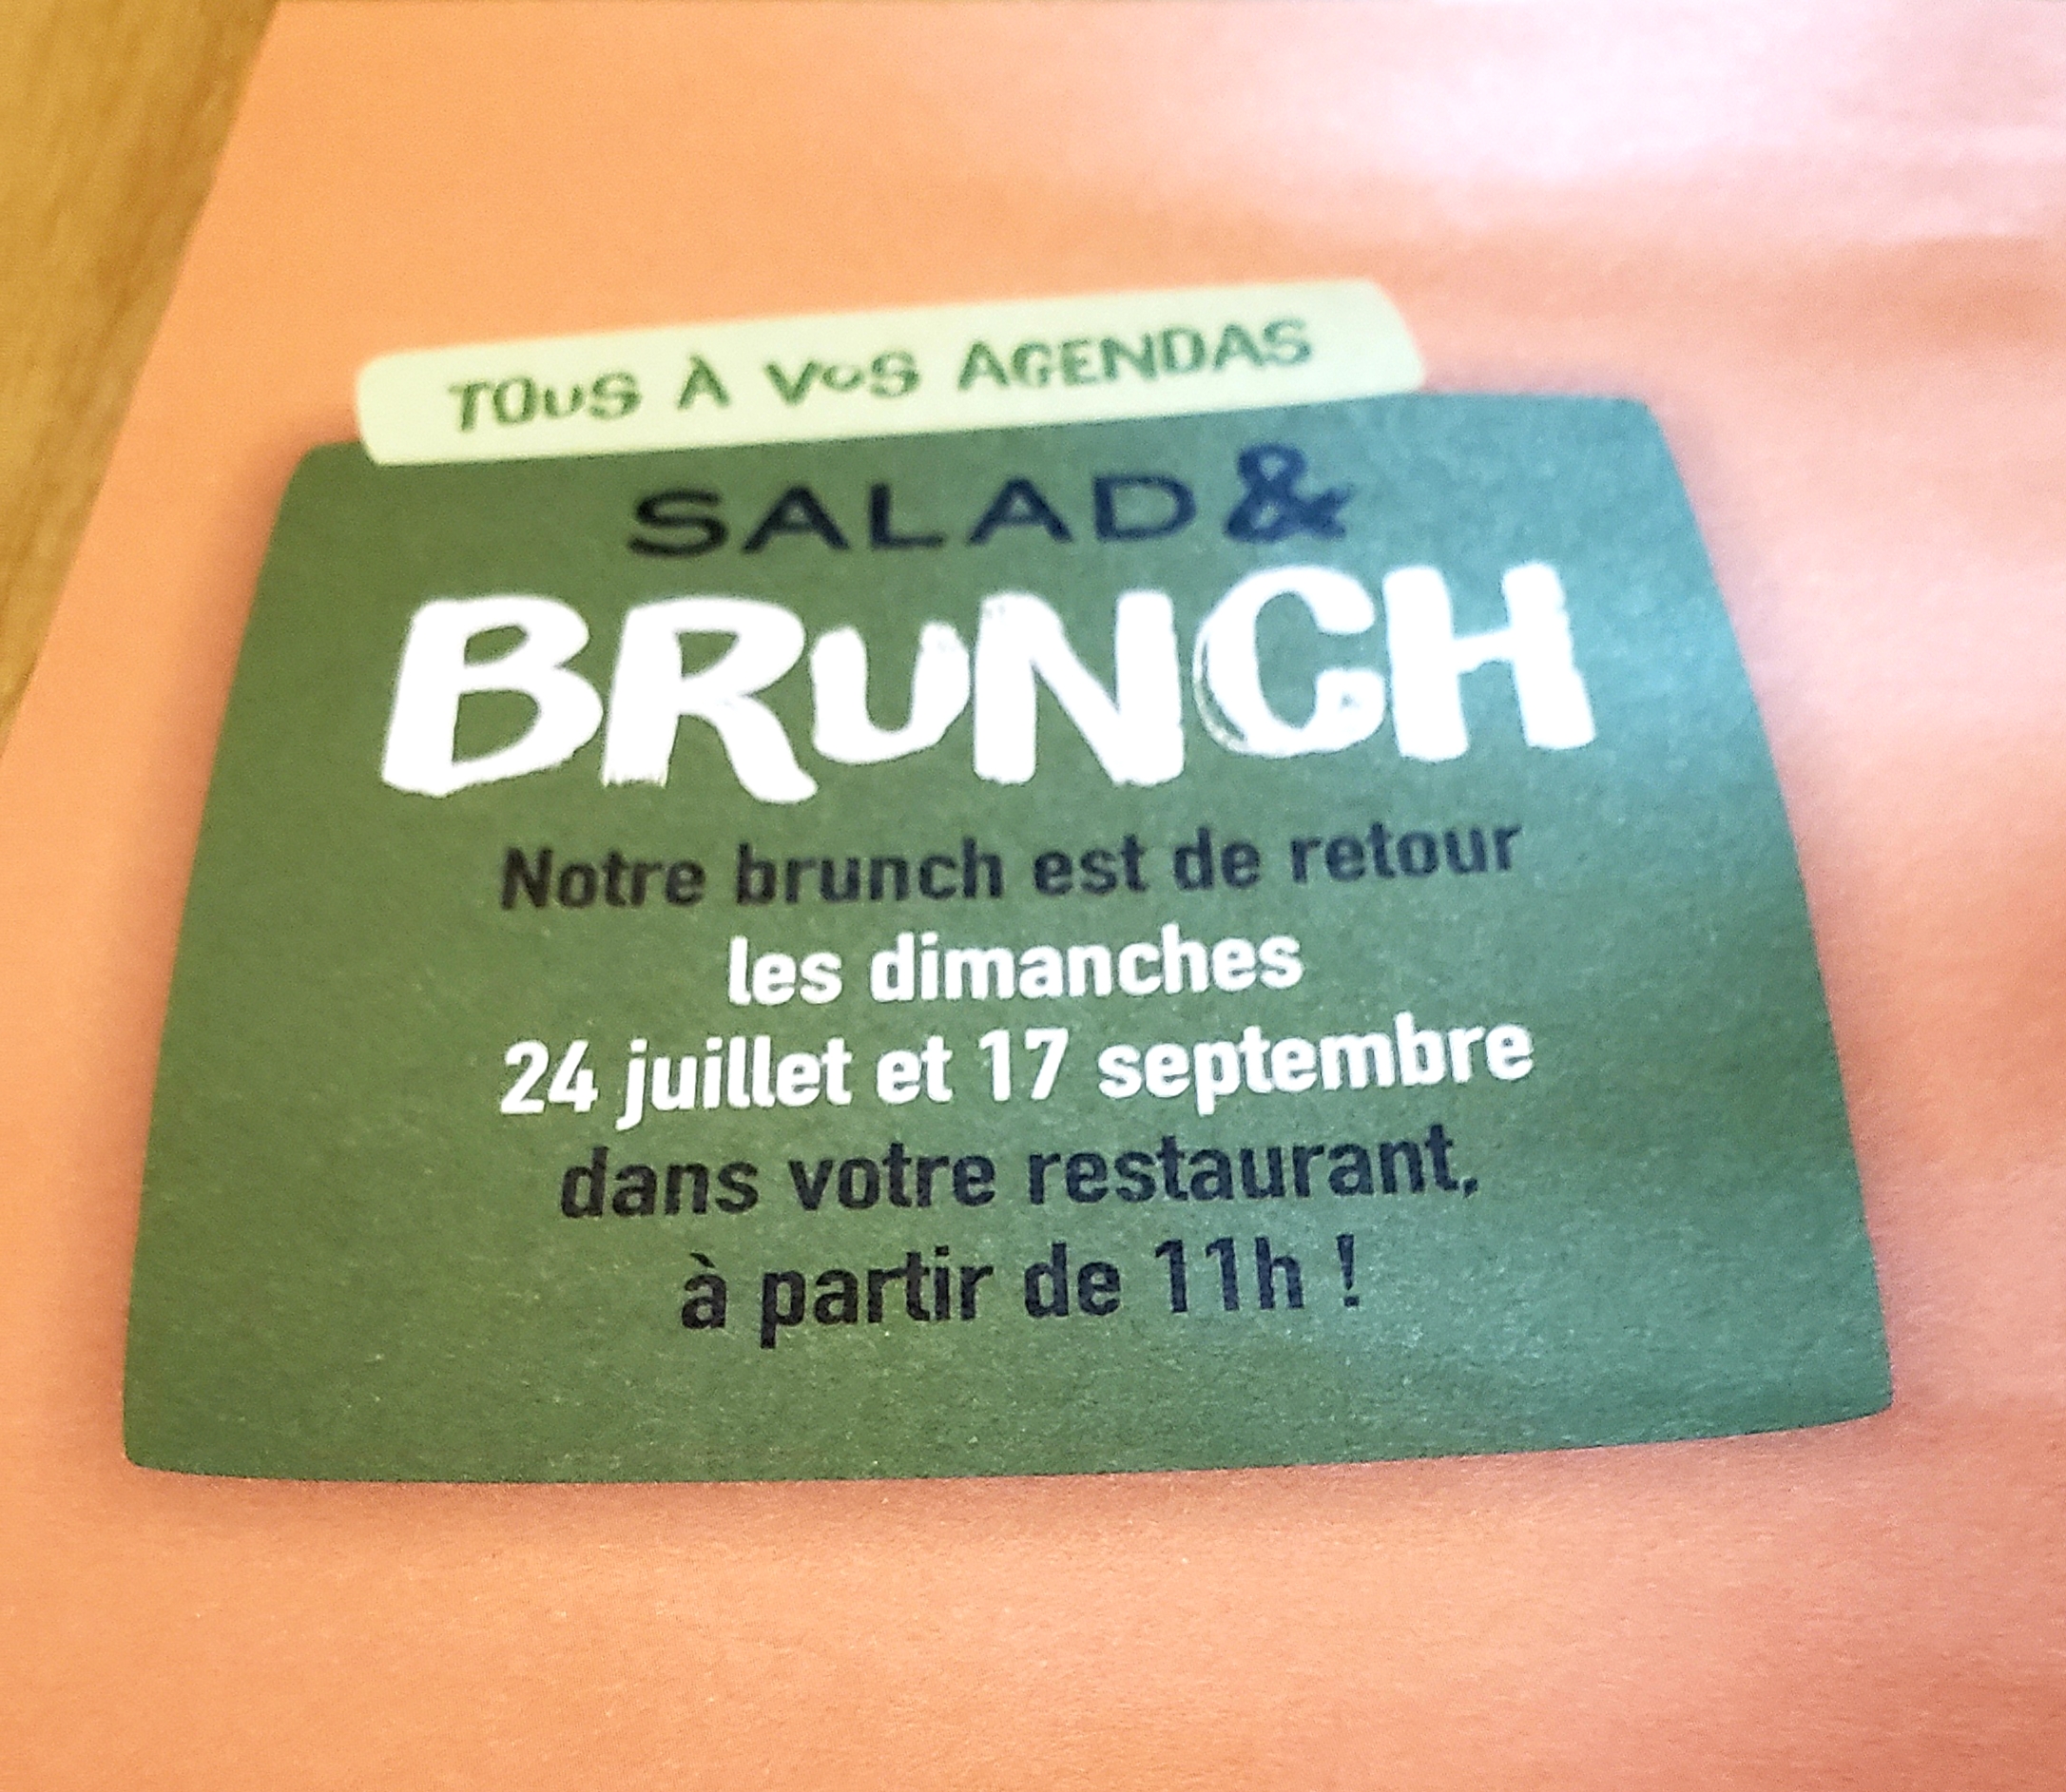 TOUS À VOS AGENDAS
SALAD &
BRUNCH
Notre brunch est de retour
les dimanches
24 juillet et 17 septembre
dans votre restaurant,
à partir de 11h !